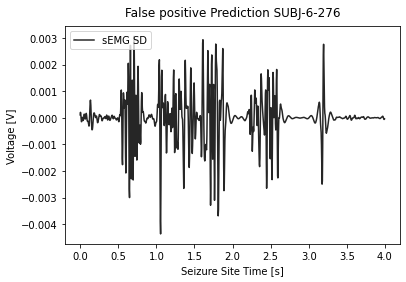 False positive Prediction SUBJ-6-276
sEMG SD
Voltage [V]
0.003
0.002
0.001
0.000
−0.001
−0.002
−0.003
−0.004
0.0 0.5 1.0 1.5 2.0 2.5 3.0 3.5 4.0
Seizure Site Time [s]